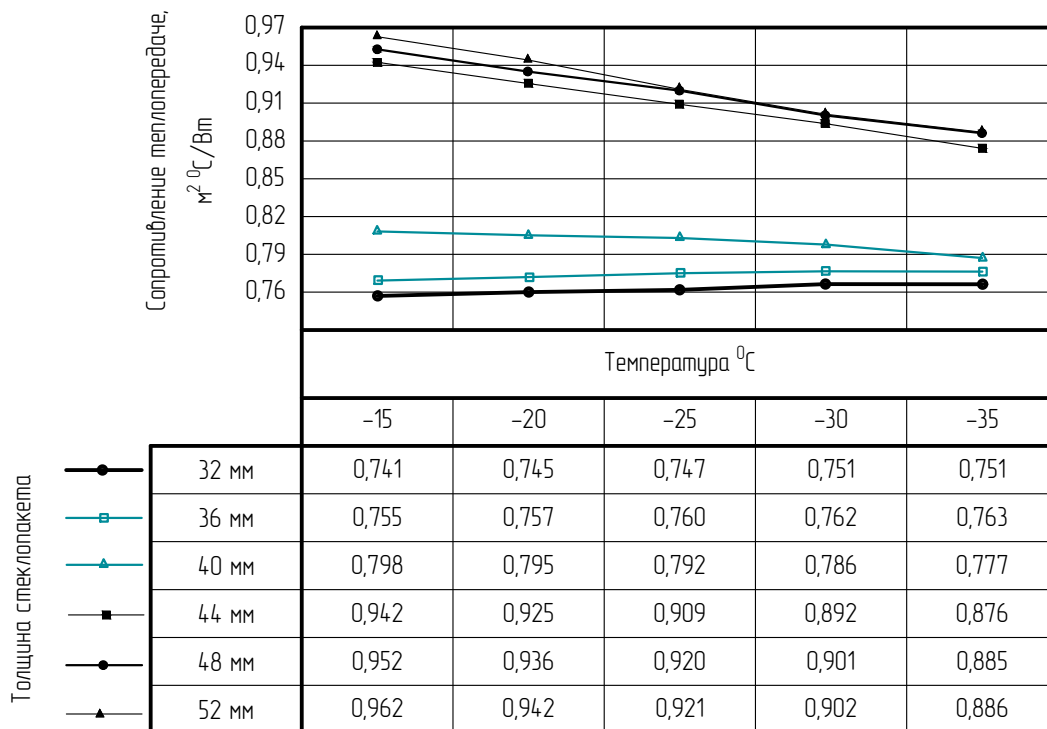 Сопротивление теплопередаче,
м² ⁰С/Вт
0,97
0,94
0,91
0,88
0,85
0,82
0,79
0,76
Температура ⁰С
-15 -20 -25 -30 -35
Толщина стеклопакета
32 мм 0,741 0,745 0,747 0,751 0,751
36 мм 0,755 0,757 0,760 0,762 0,763
40 мм 0,798 0,795 0,792 0,786 0,777
44 мм 0,942 0,925 0,909 0,892 0,876
48 мм 0,952 0,936 0,920 0,901 0,885
52 мм 0,962 0,942 0,921 0,902 0,886